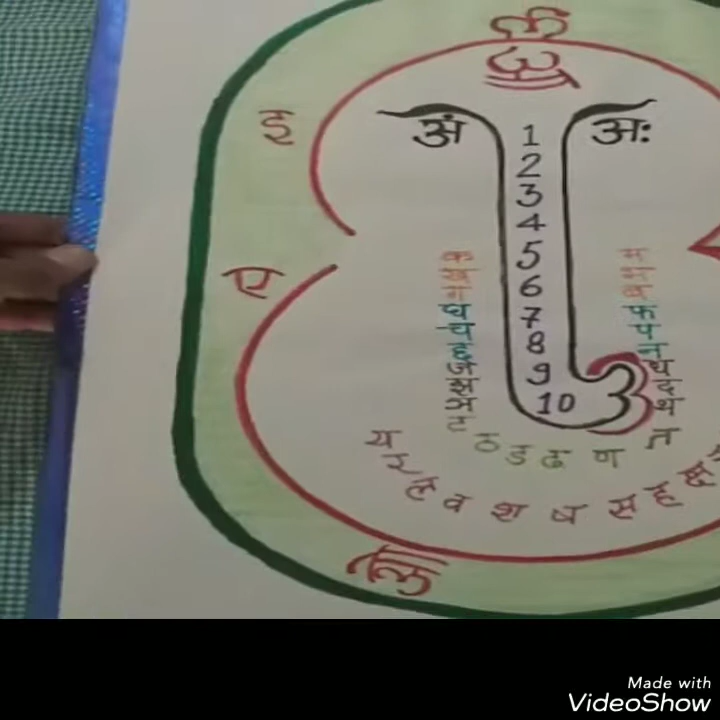 इ
ए
अं
अः
1
2
3
4
5
6
7
8
9
10
क
ख
ग
घ
च
छ
ज
झ
ञ
ट
ठ ड ढ ण त
थ
द
ध
न
प
फ
ब
भ
म
य र ल व श ष स ह क्ष
Made with
VideoShow